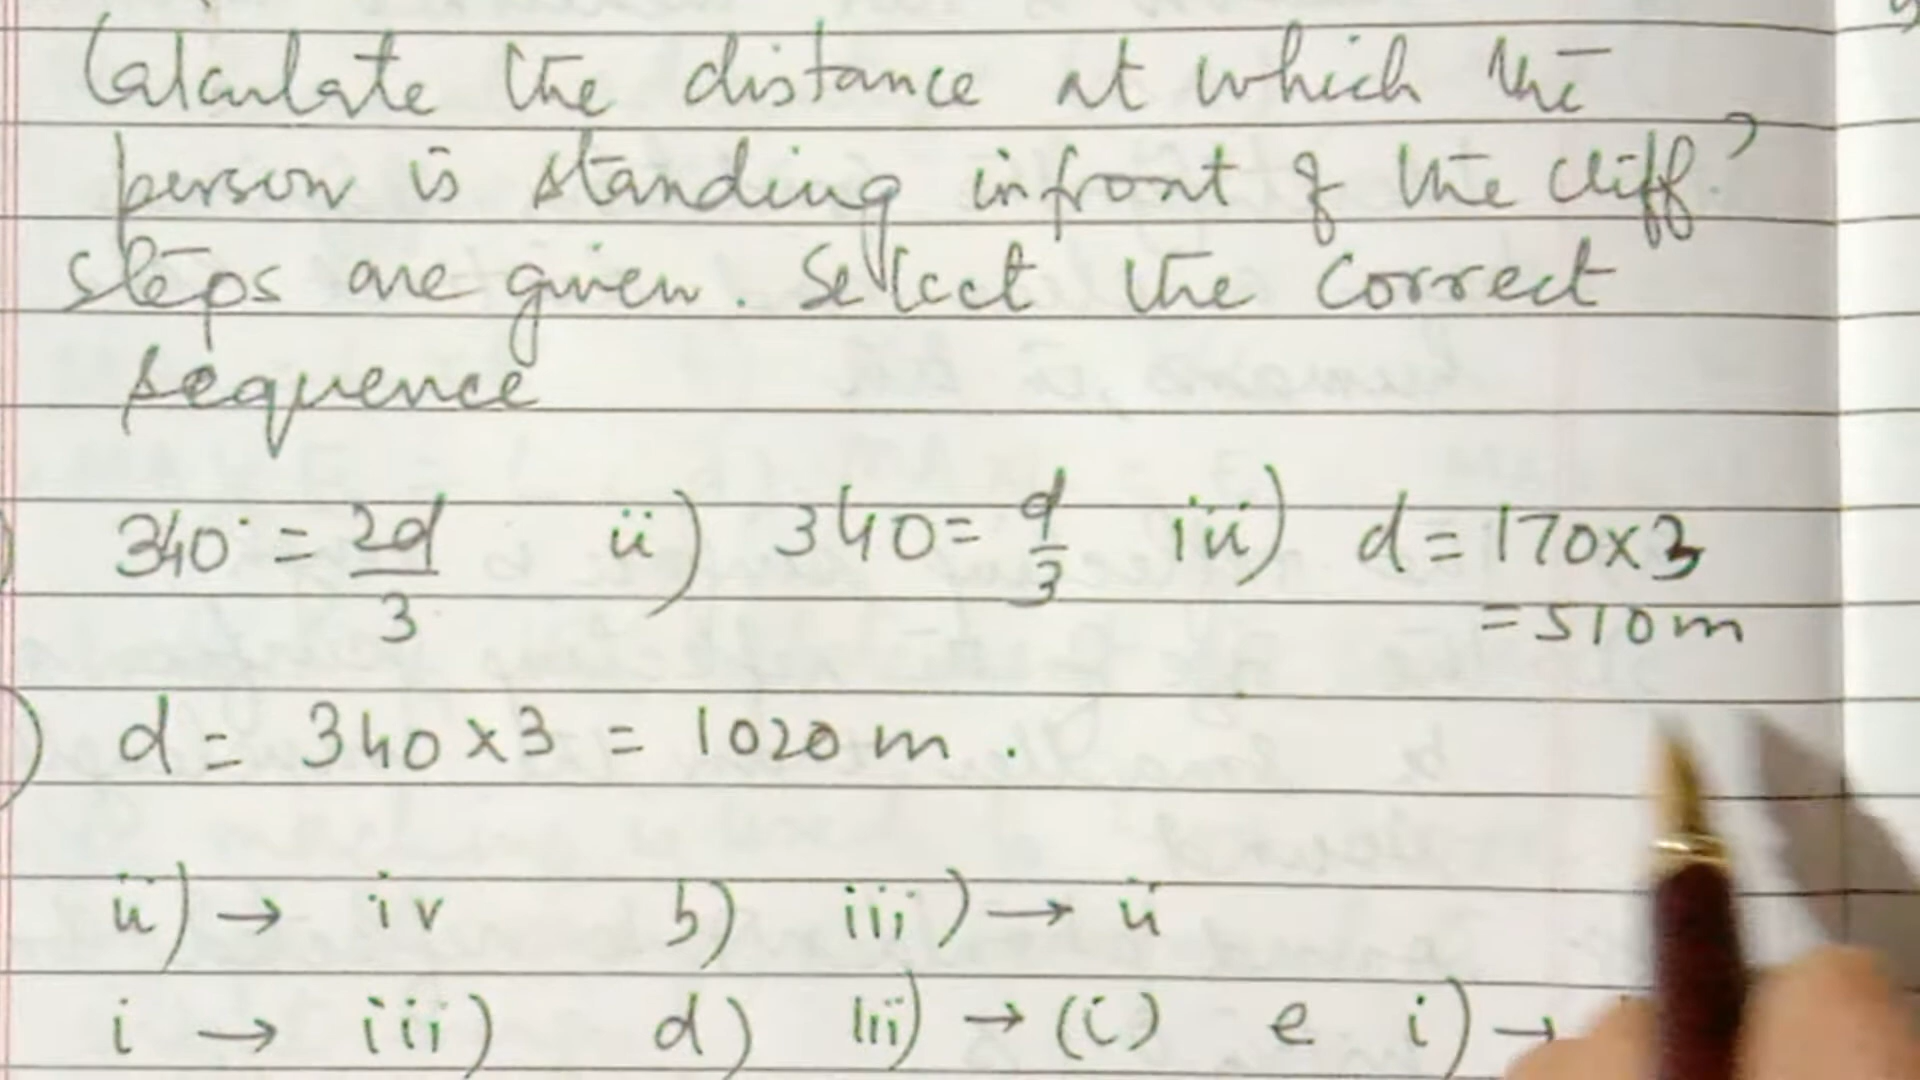 Calculate the distance at which the
person is standing infront of the cliff?
steps are given. Select the correct
sequence
) 340 = 2d/3 ii) 340 = d/3 iii) d = 170×3
= 510m
) d = 340×3 = 1020m.
ii) → iv b) iii) → ii
i → iii) d) iii) → (i) e i) →